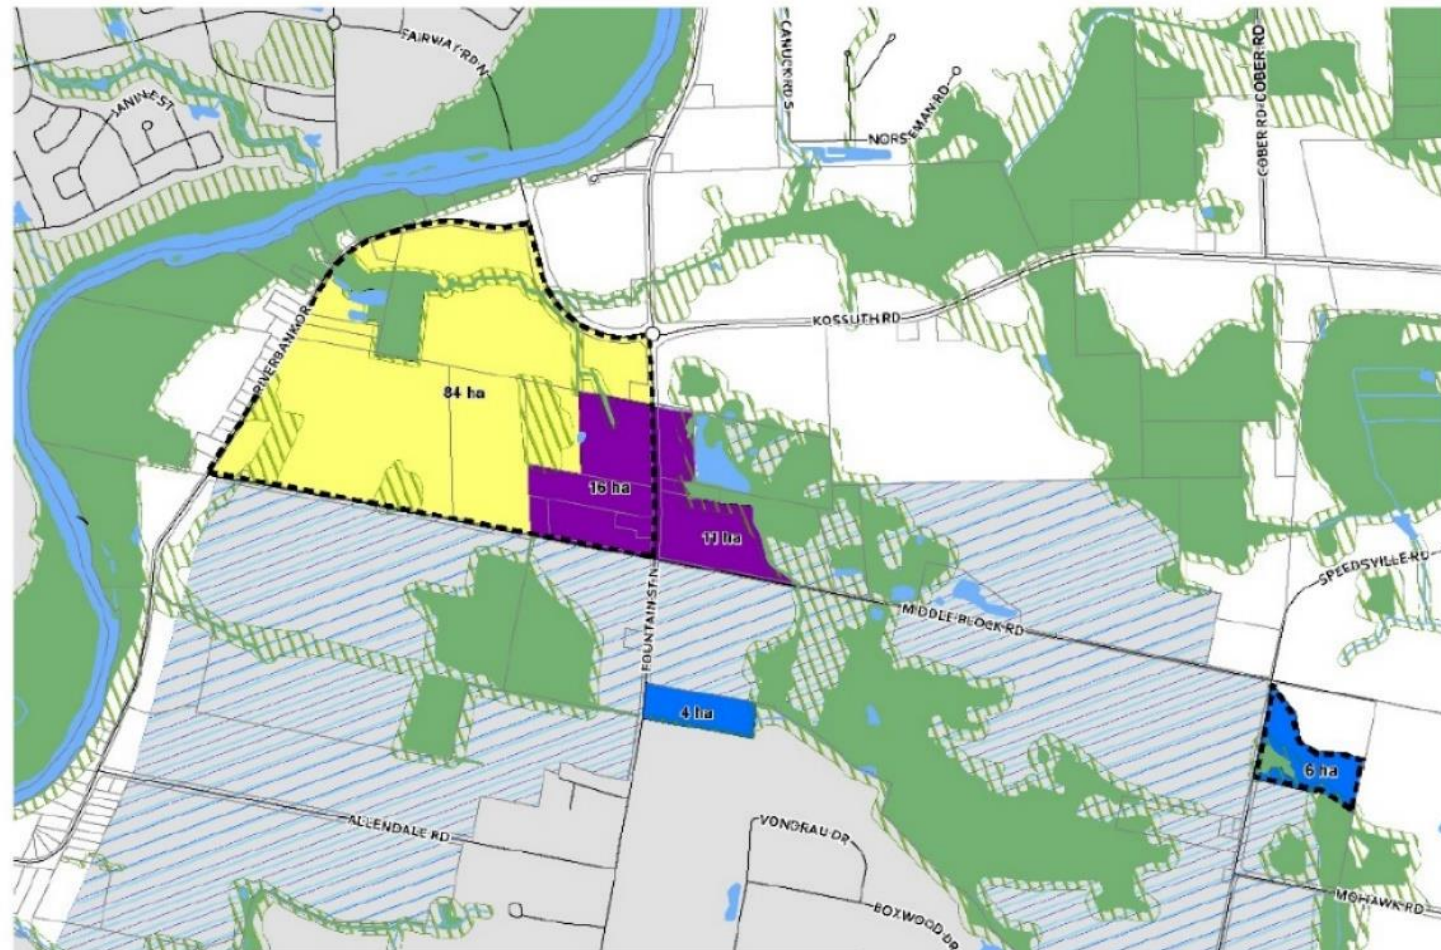 FAIRWAY RD N
JANINE ST
CANUCK RD S
NORSEMAN RD
COBER RD
COBER RD
RIVERBANK DR
KOSSUTH RD
84 ha
16 ha
11 ha
SPEEDSVILLE RD
MIDDLE BLOCK RD
FOUNTAIN ST N
4 ha
6 ha
ALLENDALE RD
VONDRAU DR
BOXWOOD DR
MOHAWK RD